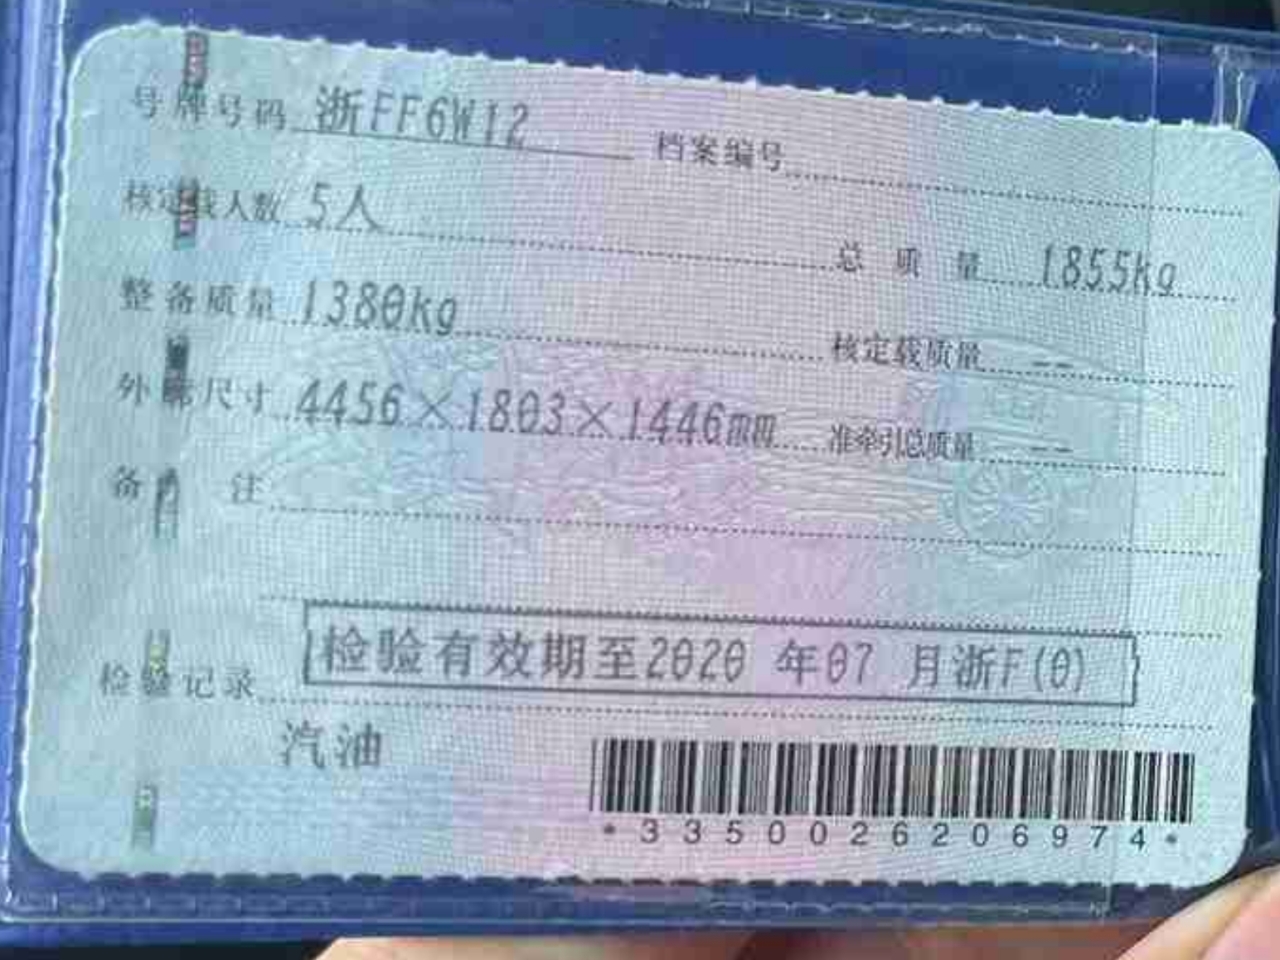 号牌号码 浙FF6W12 档案编号
核定载人数 5人 总质量 1855kg
整备质量 1380kg 核定载质量 --
外廓尺寸 4456×1803×1446mm 准牵引总质量 --
备注
检验记录 检验有效期至2020年07月浙F(0)
汽油
*3350026206974*